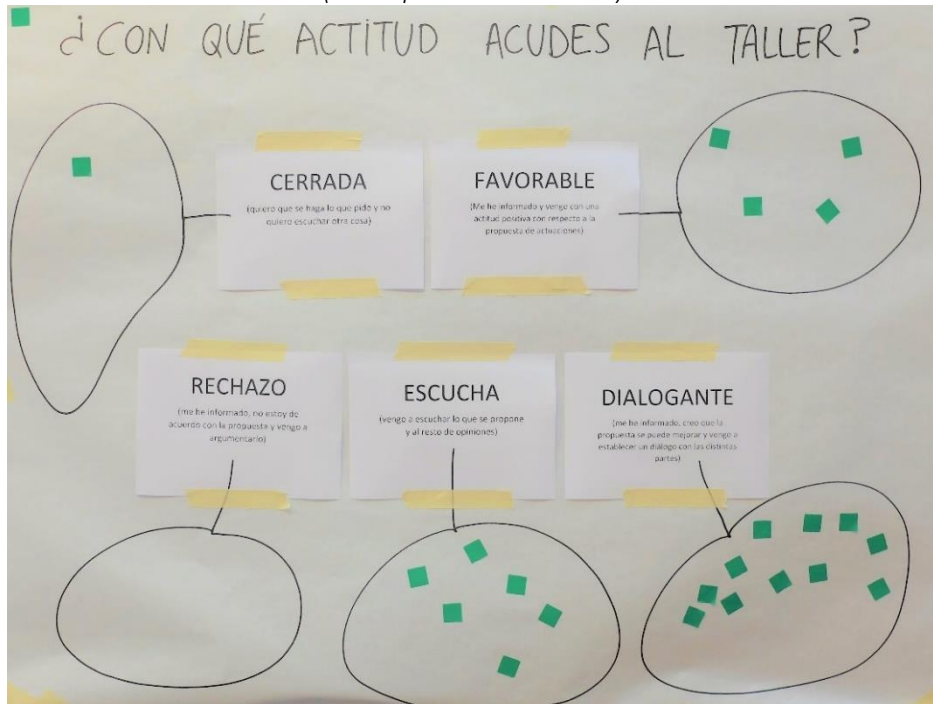 ¿CON QUÉ ACTITUD ACUDES AL TALLER?
CERRADA
(quiero que se haga lo que pido y no
quiero escuchar otra cosa)
FAVORABLE
(Me he informado y vengo con una
actitud positiva con respecto a la
propuesta de actuaciones)
RECHAZO
(me he informado, no estoy de
acuerdo con la propuesta y vengo a
argumentarlo)
ESCUCHA
(vengo a escuchar lo que se propone
y al resto de opiniones)
DIALOGANTE
(me he informado, creo que la
propuesta se puede mejorar y vengo a
establecer un diálogo con las distintas
partes)